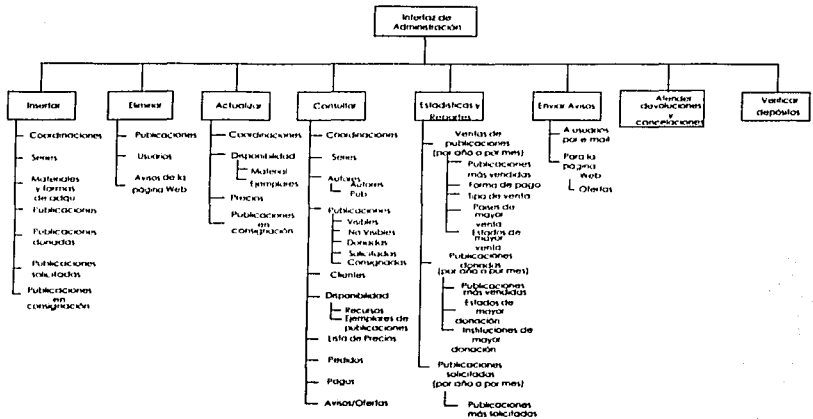 Interfaz de
Administración
Insertar
Coordinaciones
Series
Materiales
y formas
de adqu
Publicaciones
Publicaciones
donadas
Publicaciones
solicitadas
Publicaciones
en
consignación
Eliminar
Publicaciones
Usuarios
Avisos de la
página Web
Actualizar
Coordinaciones
Disponibilidad
Material
Ejemplares
Precios
Publicaciones
en
consignación
Consultar
Coordinaciones
Series
Autores
Autores
Pub
Publicaciones
Visibles
No Visibles
Donadas
Solicitadas
Consignadas
Clientes
Disponibilidad
Recursos
Ejemplares de
publicaciones
Lista de Precios
Pedidos
Pagos
Avisos/Ofertas
Estadísticas y
Reportes
Ventas de
publicaciones
(por año o por mes)
Publicaciones
más vendidas
Forma de pago
Tipo de venta
Países de
mayor
venta
Estados de
mayor
venta
Publicaciones
donadas
(por año o por mes)
Publicaciones
más vendidas
Estados de
mayor
donación
Instituciones de
mayor
donación
Publicaciones
solicitadas
(por año o por mes)
Publicaciones
más solicitadas
Enviar Avisos
A usuarios
por e mail
Para la
página
Web
Ofertas
Atender
devoluciones
y
cancelaciones
Verificar
depósitos